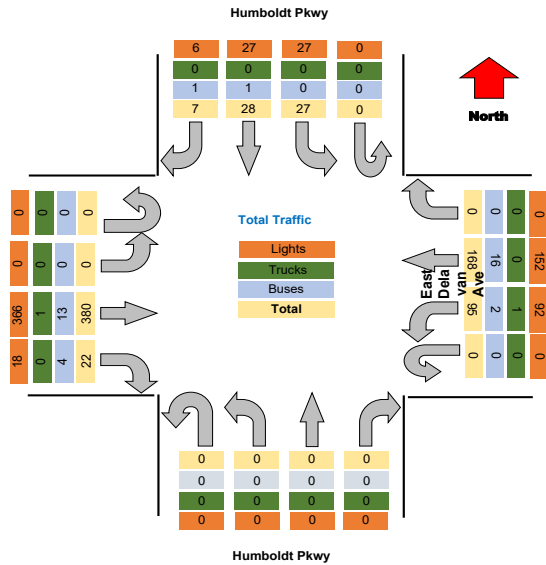 Humboldt Pkwy
6 27 27 0
0 0 0 0
1 1 0 0
7 28 27 0
North
0 0 0 0
0 0 0 0
366 1 13 380
18 0 4 22
Total Traffic
Lights
Trucks
Buses
Total
East
Dela
van
Ave
0 0 0 0
168 16 0 152
95 2 1 92
0 0 0 0
0 0 0 0
0 0 0 0
0 0 0 0
0 0 0 0
Humboldt Pkwy